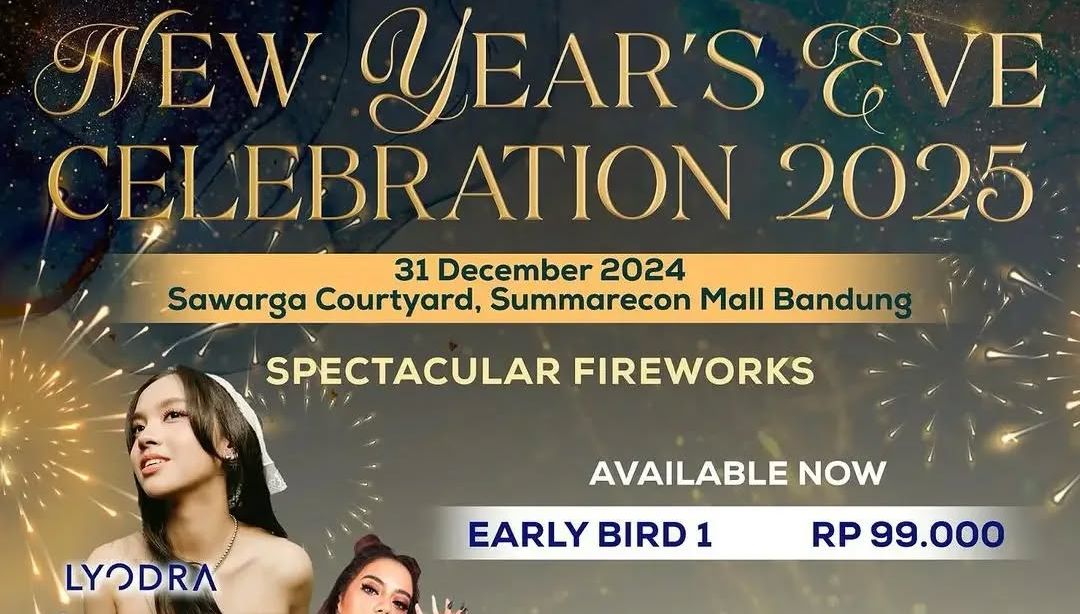 NEW YEAR'S EVE
CELEBRATION 2025
31 December 2024
Sawarga Courtyard, Summarecon Mall Bandung
SPECTACULAR FIREWORKS
AVAILABLE NOW
EARLY BIRD 1 RP 99.000
LYODRA